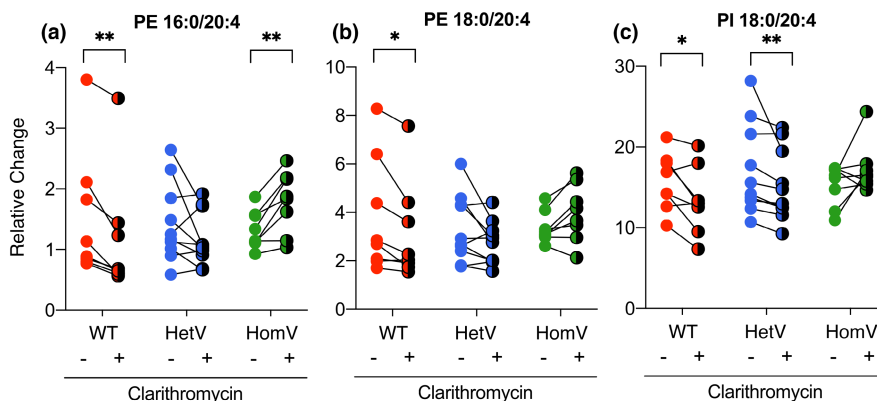 (a) PE 16:0/20:4
** **
Relative Change
4
3
2
1
0
WT HetV HomV
- + - + - +
Clarithromycin
(b) PE 18:0/20:4
*
10
8
6
4
2
0
WT HetV HomV
- + - + - +
Clarithromycin
(c) PI 18:0/20:4
* **
30
20
10
0
WT HetV HomV
- + - + - +
Clarithromycin